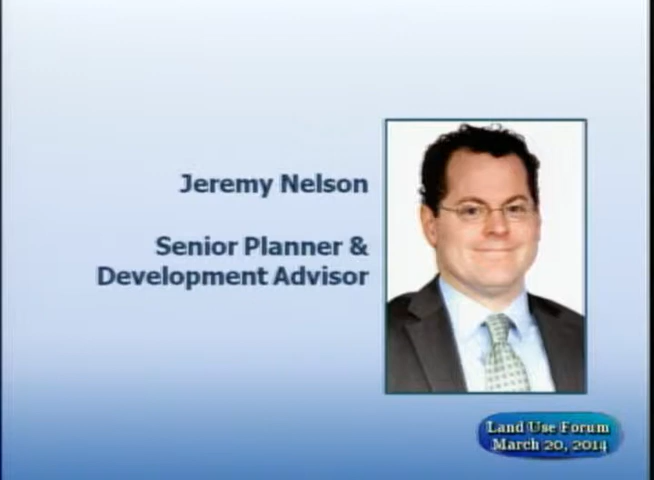 Jeremy Nelson
Senior Planner &
Development Advisor
Land Use Forum
March 20, 2014